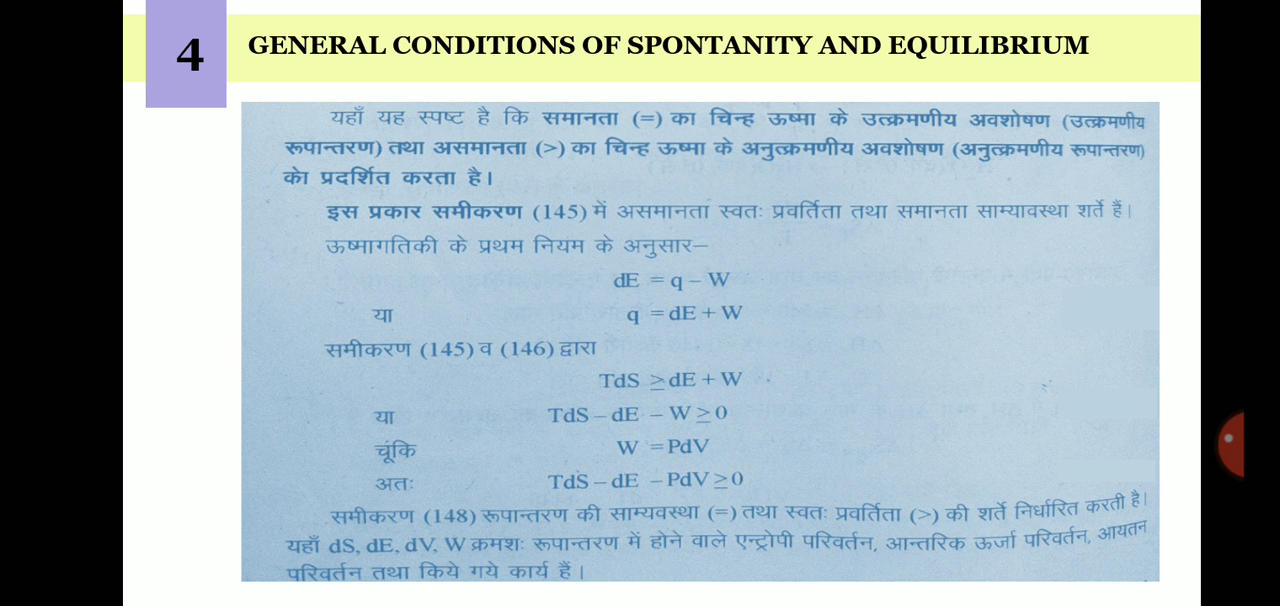 4
GENERAL CONDITIONS OF SPONTANITY AND EQUILIBRIUM
यहाँ यह स्पष्ट है कि समानता (=) का चिन्ह ऊष्मा के उत्क्रमणीय अवशोषण (उत्क्रमणीय
रूपान्तरण) तथा असमानता (>) का चिन्ह ऊष्मा के अनुत्क्रमणीय अवशोषण (अनुत्क्रमणीय रूपान्तरण)
को प्रदर्शित करता है।
इस प्रकार समीकरण (145) में असमानता स्वतः प्रवर्तिता तथा समानता साम्यावस्था शर्ते हैं।
ऊष्मागतिकी के प्रथम नियम के अनुसार–
dE = q – W
या q = dE + W
समीकरण (145) व (146) द्वारा
TdS ≥ dE + W
या TdS – dE – W ≥ 0
चूंकि W = PdV
अतः TdS – dE – PdV ≥ 0
समीकरण (148) रूपान्तरण की साम्यवस्था (=) तथा स्वतः प्रवर्तिता (>) की शर्ते निर्धारित करती है।
यहाँ dS, dE, dV, W क्रमशः रूपान्तरण में होने वाले एन्ट्रोपी परिवर्तन, आन्तरिक ऊर्जा परिवर्तन, आयतन
परिवर्तन तथा किये गये कार्य हैं।